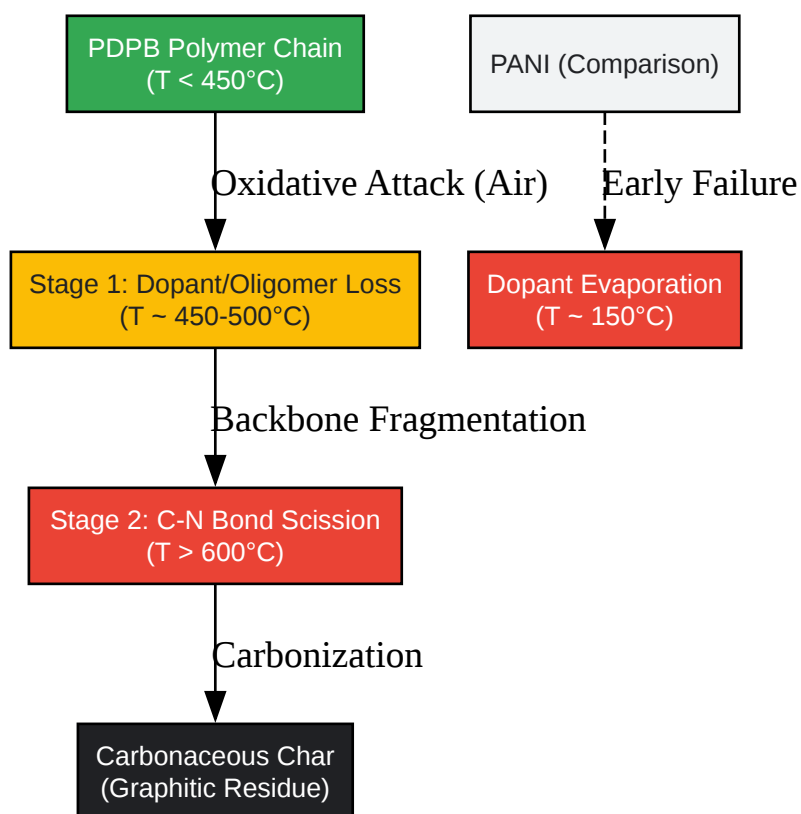 PDPB Polymer Chain
(T < 450°C)
PANI (Comparison)
Oxidative Attack (Air)
Early Failure
Stage 1: Dopant/Oligomer Loss
(T ~ 450-500°C)
Dopant Evaporation
(T ~ 150°C)
Backbone Fragmentation
Stage 2: C-N Bond Scission
(T > 600°C)
Carbonization
Carbonaceous Char
(Graphitic Residue)